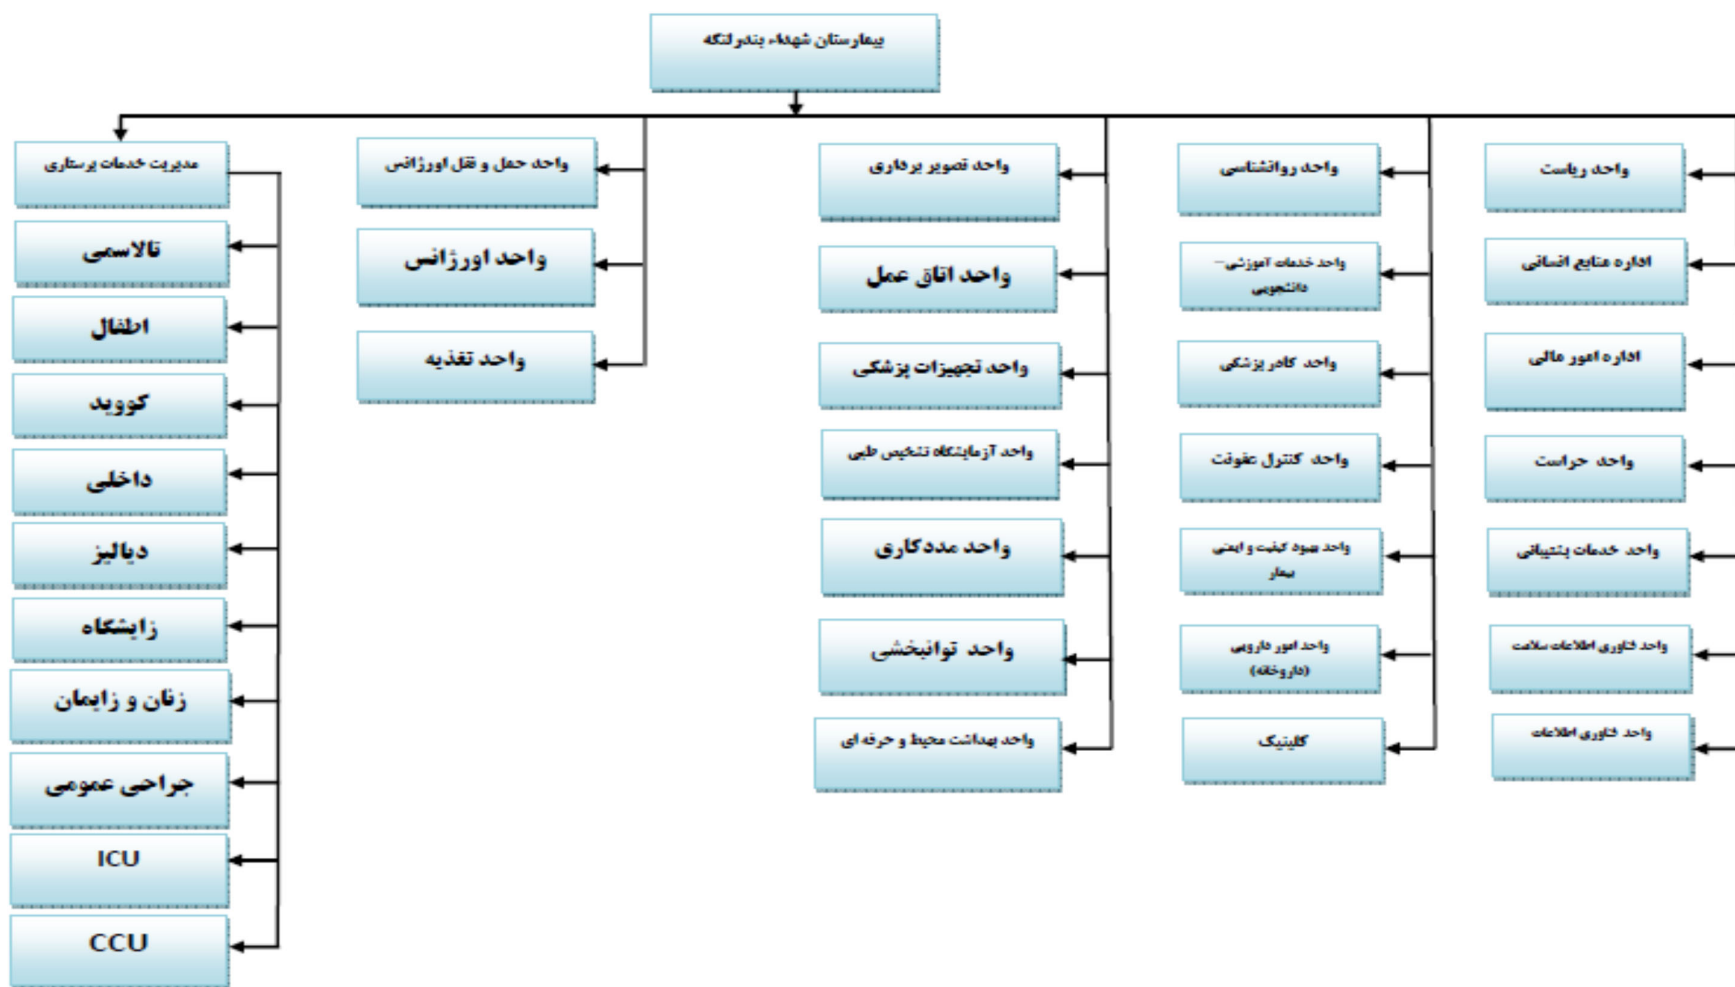 بیمارستان شهداء بندرلنگه
واحد ریاست
اداره منابع انسانی
اداره امور مالی
واحد حراست
واحد خدمات پشتیبانی
واحد فناوری اطلاعات سلامت
واحد فناوری اطلاعات
واحد روانشناسی
واحد خدمات آموزشی–
دانشجویی
واحد کادر پزشکی
واحد کنترل عفونت
واحد بهبود کیفیت و ایمنی
بیمار
واحد امور دارویی
(داروخانه)
کلینیک
واحد تصویر برداری
واحد اتاق عمل
واحد تجهیزات پزشکی
واحد آزمایشگاه تشخیص طبی
واحد مددکاری
واحد توانبخشی
واحد بهداشت محیط و حرفه ای
واحد حمل و نقل اورژانس
واحد اورژانس
واحد تغذیه
مدیریت خدمات پرستاری
تالاسمی
اطفال
کووید
داخلی
دیالیز
زایشگاه
زنان و زایمان
جراحی عمومی
ICU
CCU